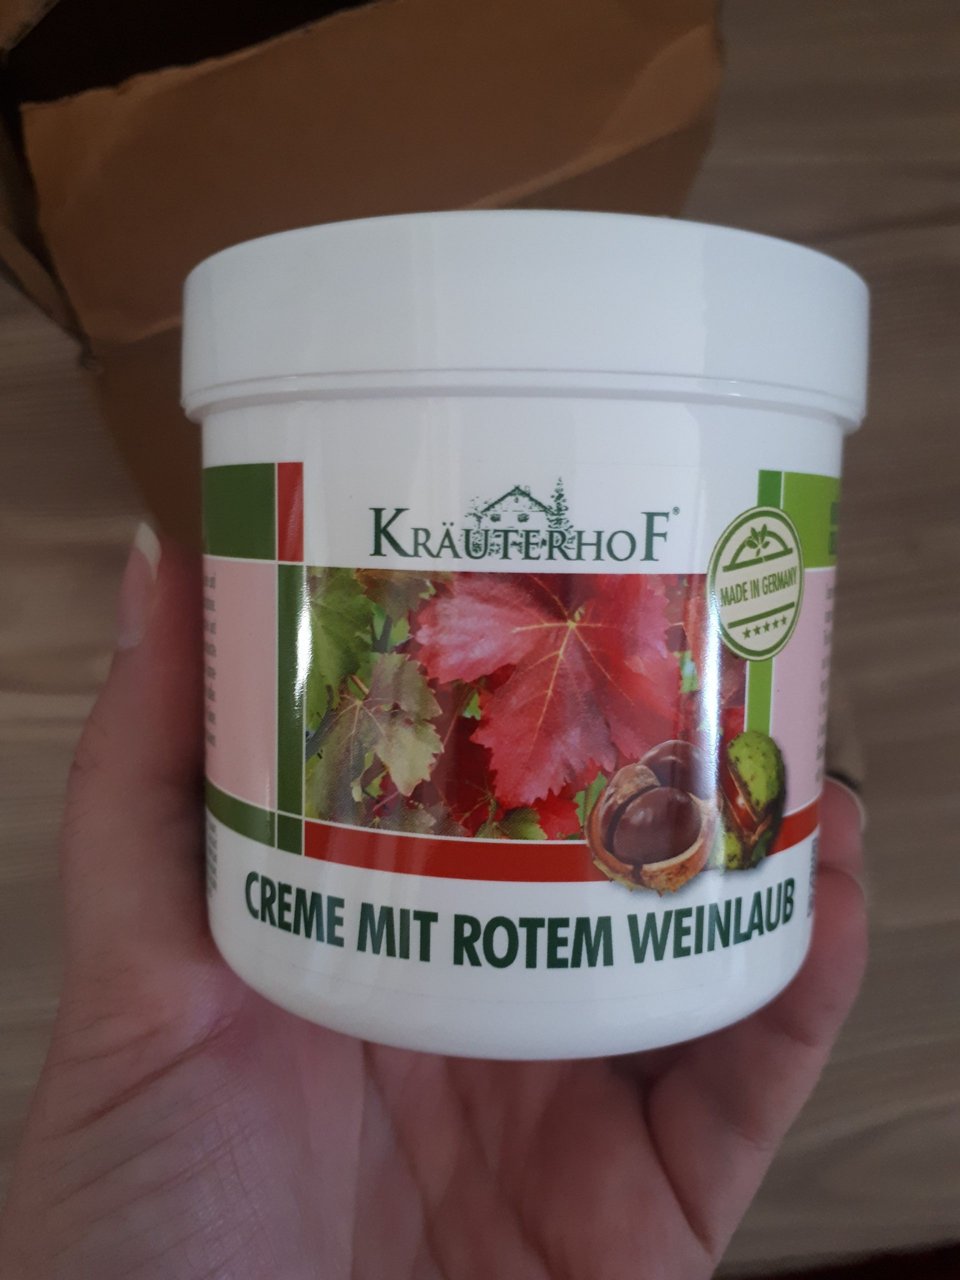 KRÄUTERHOF®
MADE IN GERMANY
CREME MIT ROTEM WEINLAUB